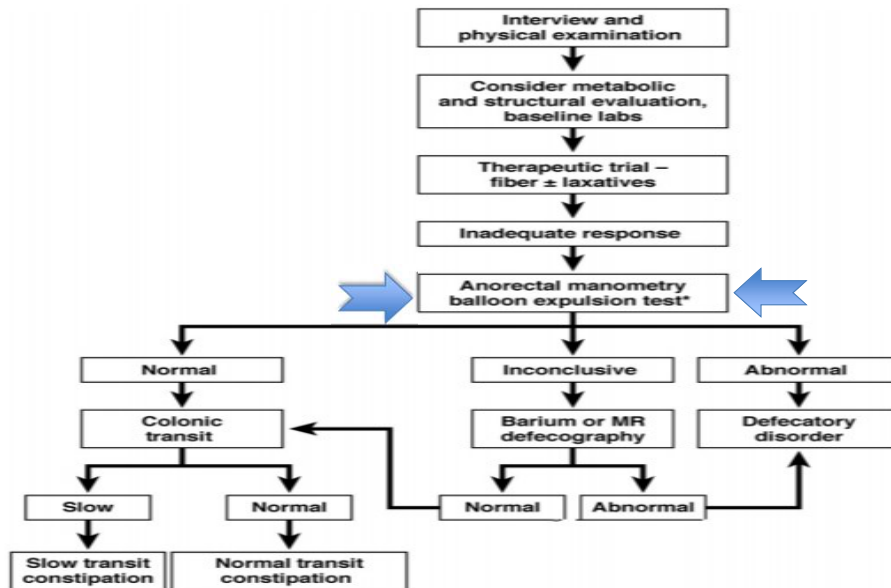 Interview and
physical examination
Consider metabolic
and structural evaluation,
baseline labs
Therapeutic trial –
fiber ± laxatives
Inadequate response
Anorectal manometry
balloon expulsion test*
Normal
Inconclusive
Abnormal
Colonic
transit
Barium or MR
defecography
Defecatory
disorder
Slow
Normal
Normal
Abnormal
Slow transit
constipation
Normal transit
constipation